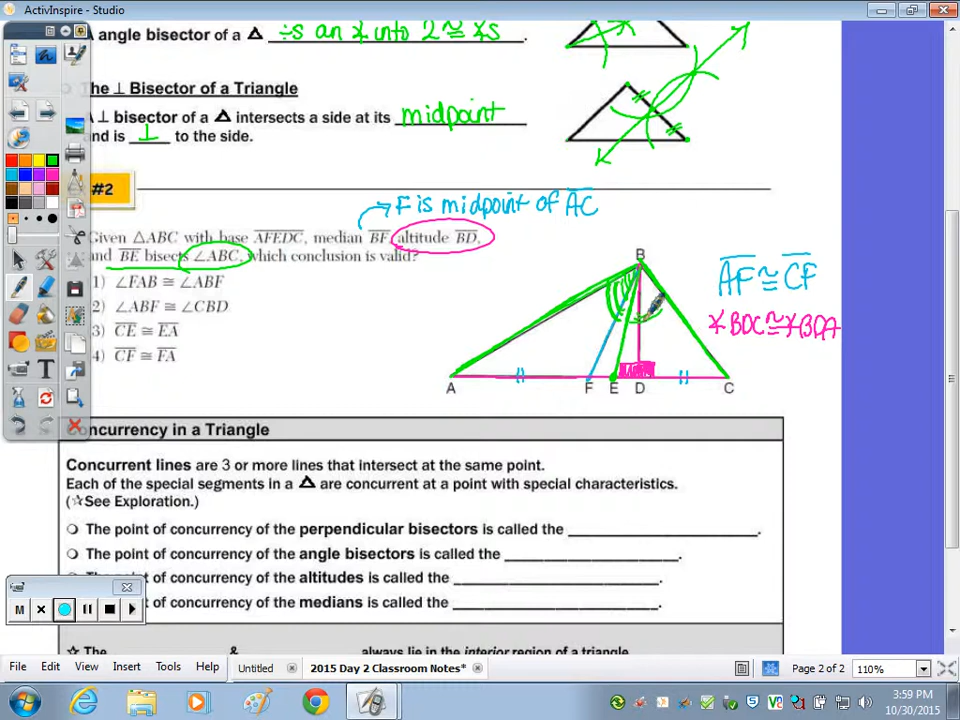 ActivInspire - Studio
A angle bisector of a △ ÷s an ∡ into 2 ≅ ∡s.
The ⊥ Bisector of a Triangle
⊥ bisector of a △ intersects a side at its midpoint
and is ⊥ to the side.
#2
F is midpoint of AC
Given △ABC with base AFEDC, median BF, altitude BD,
and BE bisects ∠ABC, which conclusion is valid?
1) ∠FAB ≅ ∠ABF
2) ∠ABF ≅ ∠CBD
3) CE ≅ EA
4) CF ≅ FA
B
A F E D C
AF ≅ CF
∡BDC ≅ ∡BDA
Concurrency in a Triangle
Concurrent lines are 3 or more lines that intersect at the same point.
Each of the special segments in a △ are concurrent at a point with special characteristics.
(☆See Exploration.)
The point of concurrency of the perpendicular bisectors is called the ____________________.
The point of concurrency of the angle bisectors is called the ____________________.
point of concurrency of the altitudes is called the ____________________.
t of concurrency of the medians is called the ____________________.
☆ The ________ & ________ always lie in the interior region of a triangle.
File Edit View Insert Tools Help Untitled 2015 Day 2 Classroom Notes* Page 2 of 2 110%
3:59 PM
10/30/2015